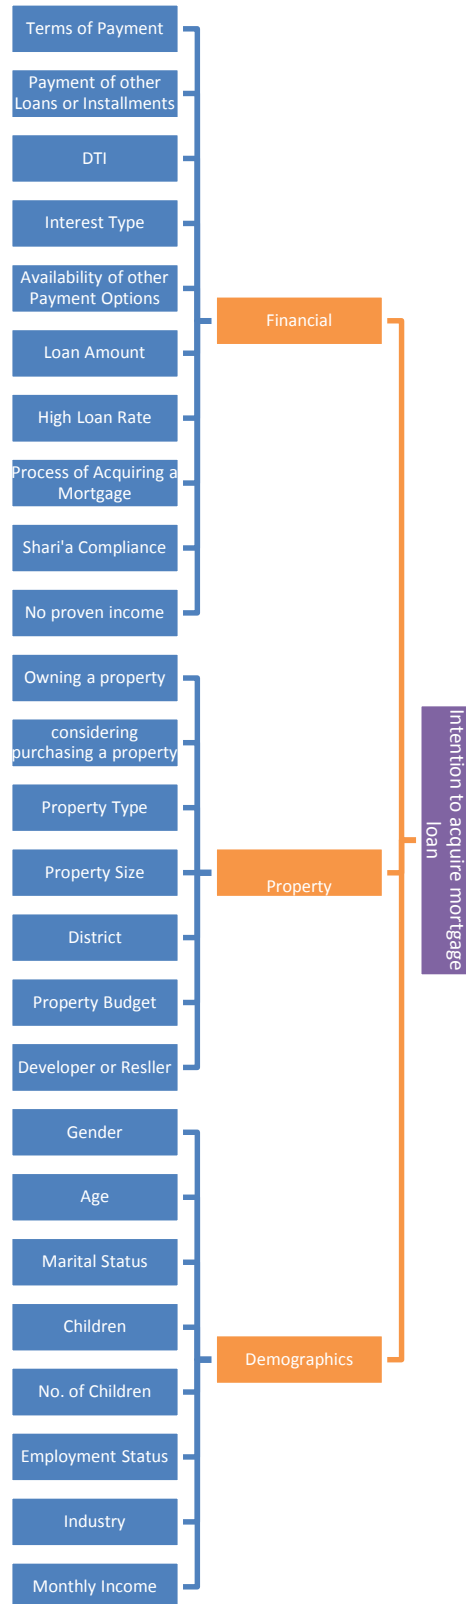 Terms of Payment
Payment of other
Loans or Installments
DTI
Interest Type
Availability of other
Payment Options
Loan Amount
High Loan Rate
Process of Acquiring a
Mortgage
Shari'a Compliance
No proven income
Owning a property
considering
purchasing a property
Property Type
Property Size
District
Property Budget
Developer or Resller
Gender
Age
Marital Status
Children
No. of Children
Employment Status
Industry
Monthly Income
Financial
Property
Demographics
Intention to acquire mortgage
loan